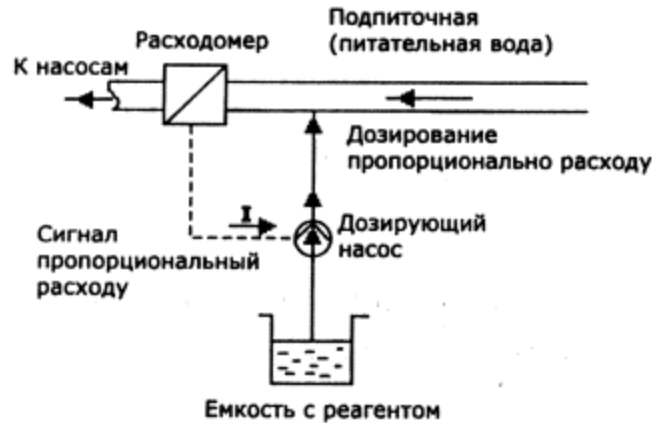 Подпиточная
(питательная вода)
Расходомер
К насосам
Дозирование
пропорционально расходу
I
Дозирующий
насос
Сигнал
пропорциональный
расходу
Емкость с реагентом